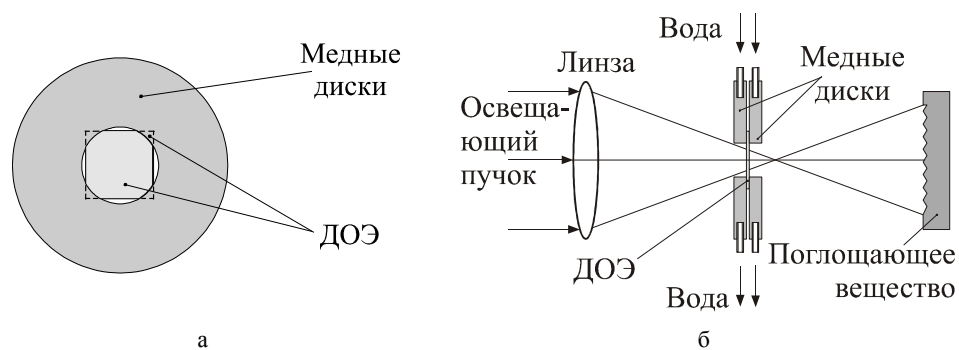 Медные
диски
ДОЭ
а
Вода
Линза
Медные
диски
Освеща-
ющий
пучок
ДОЭ
Поглощающее
вещество
Вода
б